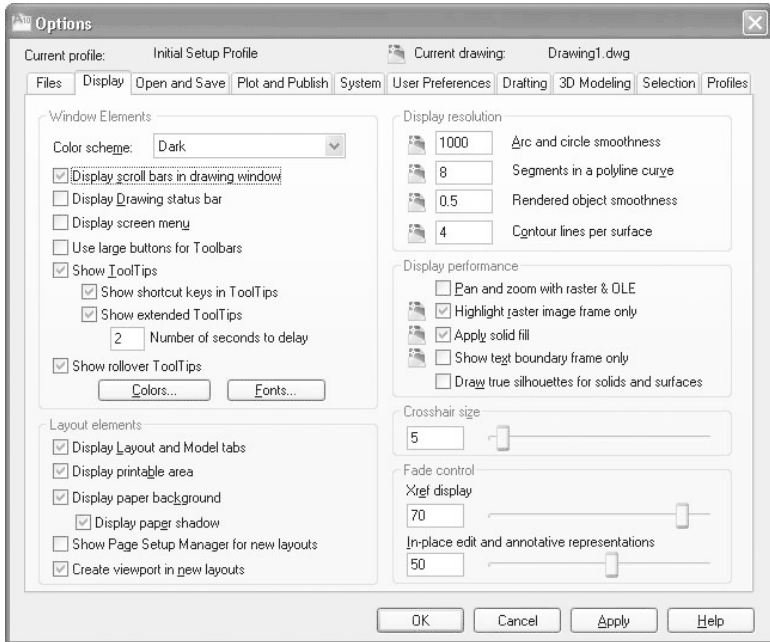 Options
Current profile: Initial Setup Profile Current drawing: Drawing1.dwg
Files Display Open and Save Plot and Publish System User Preferences Drafting 3D Modeling Selection Profiles
Window Elements
Color scheme: Dark
Display scroll bars in drawing window
Display Drawing status bar
Display screen menu
Use large buttons for Toolbars
Show ToolTips
Show shortcut keys in ToolTips
Show extended ToolTips
2 Number of seconds to delay
Show rollover ToolTips
Colors... Fonts...
Layout elements
Display Layout and Model tabs
Display printable area
Display paper background
Display paper shadow
Show Page Setup Manager for new layouts
Create viewport in new layouts
Display resolution
1000 Arc and circle smoothness
8 Segments in a polyline curve
0.5 Rendered object smoothness
4 Contour lines per surface
Display performance
Pan and zoom with raster & OLE
Highlight raster image frame only
Apply solid fill
Show text boundary frame only
Draw true silhouettes for solids and surfaces
Crosshair size
5
Fade control
Xref display
70
In-place edit and annotative representations
50
OK Cancel Apply Help